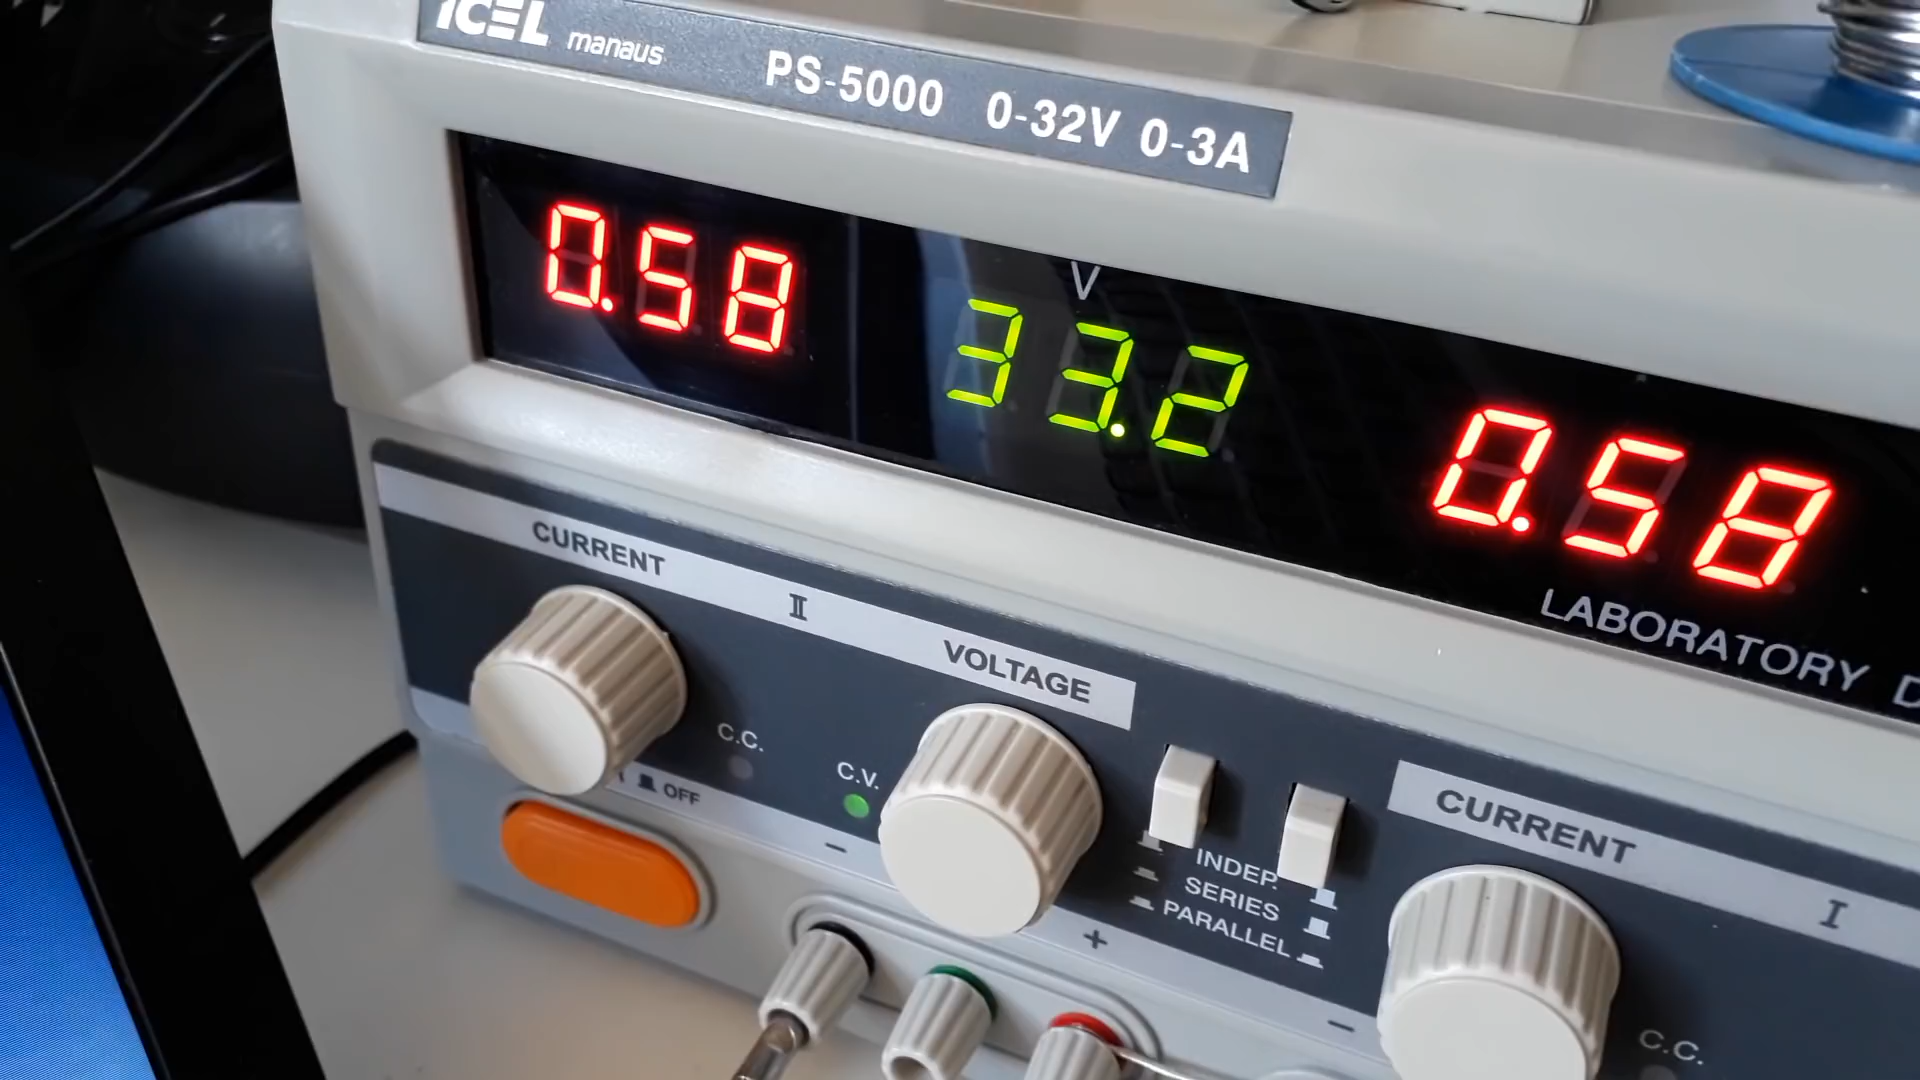 ICEL manaus PS-5000 0-32V 0-3A
V
0.58 33.2 0.58
LABORATORY
CURRENT II VOLTAGE
C.C.
C.V.
OFF
INDEP.
SERIES
PARALLEL
- +
CURRENT I
-
C.C.